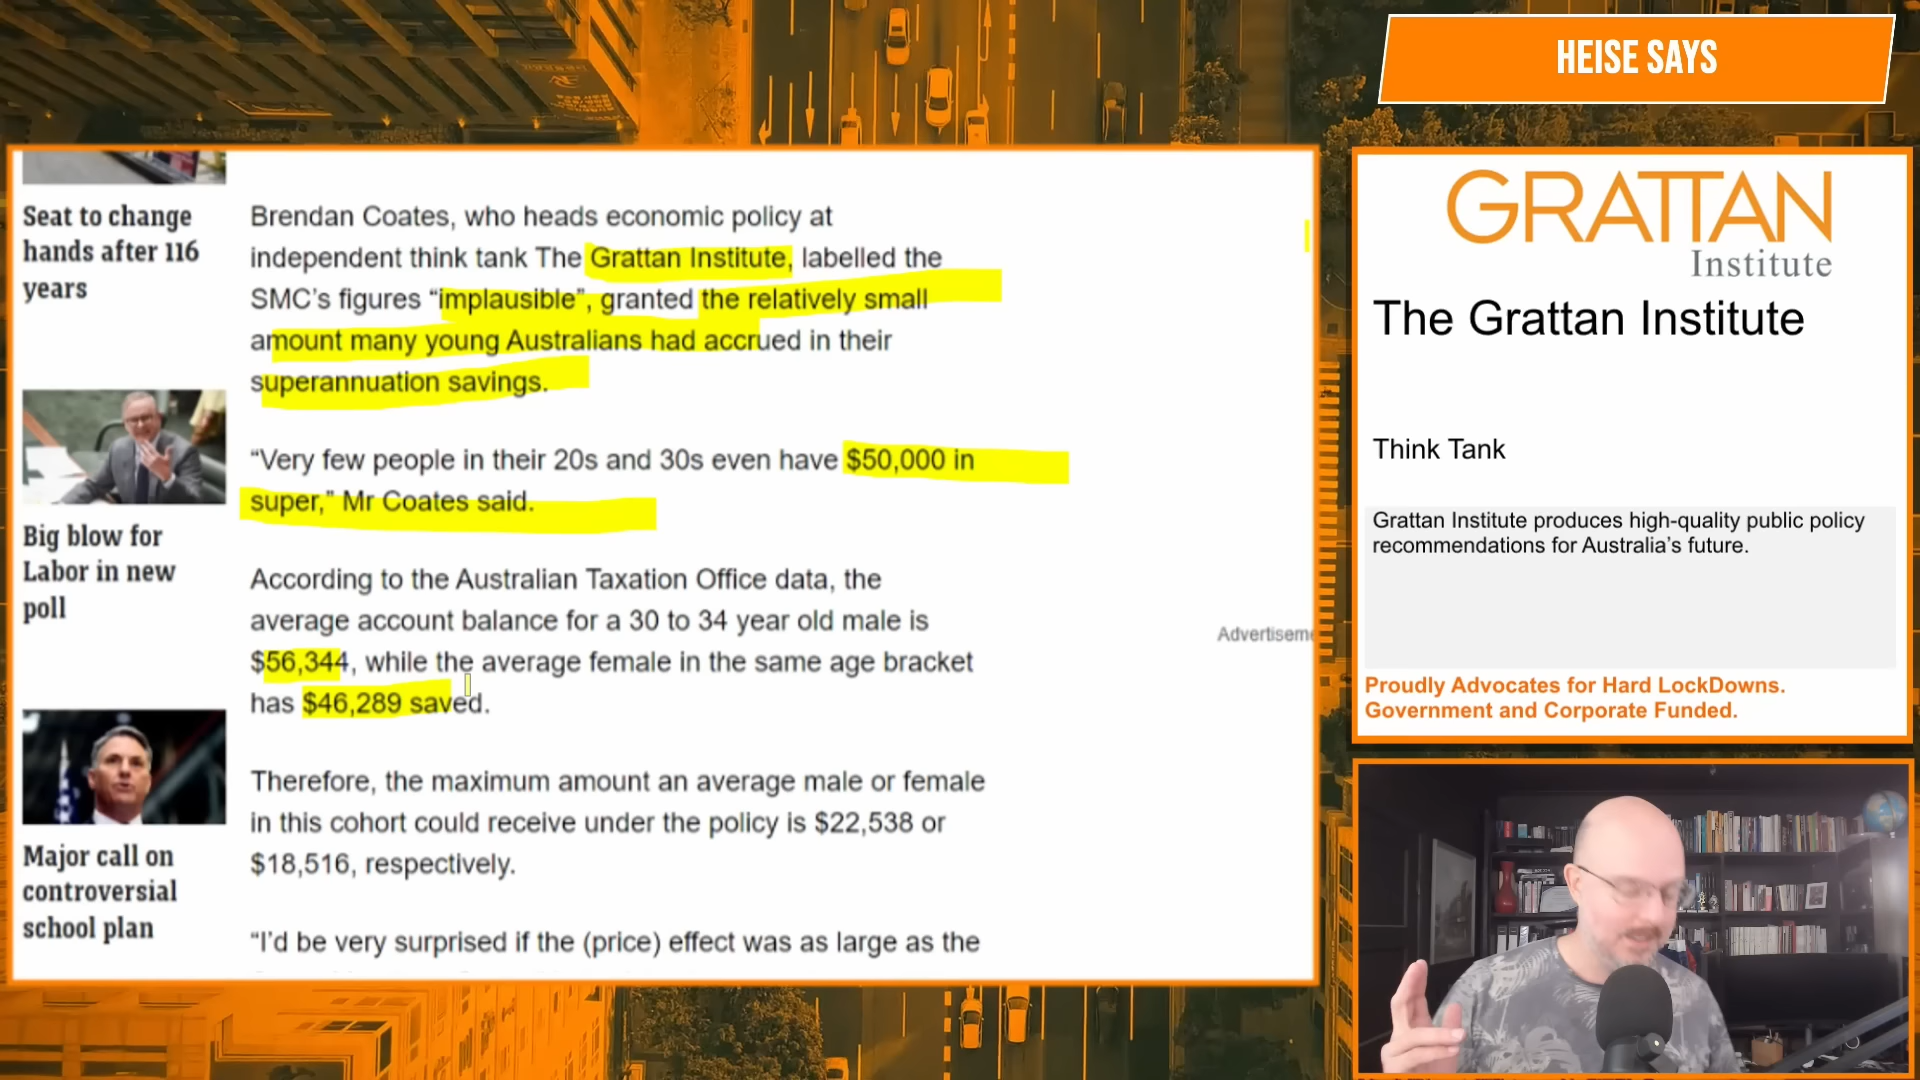 HEISE SAYS
Seat to change
hands after 116
years
Big blow for
Labor in new
poll
Major call on
controversial
school plan
Brendan Coates, who heads economic policy at
independent think tank The Grattan Institute, labelled the
SMC’s figures “implausible”, granted the relatively small
amount many young Australians had accrued in their
superannuation savings.
“Very few people in their 20s and 30s even have $50,000 in
super,” Mr Coates said.
According to the Australian Taxation Office data, the
average account balance for a 30 to 34 year old male is
$56,344, while the average female in the same age bracket
has $46,289 saved.
Therefore, the maximum amount an average male or female
in this cohort could receive under the policy is $22,538 or
$18,516, respectively.
“I’d be very surprised if the (price) effect was as large as the
Advertiseme
GRATTAN
Institute
The Grattan Institute
Think Tank
Grattan Institute produces high-quality public policy
recommendations for Australia’s future.
Proudly Advocates for Hard LockDowns.
Government and Corporate Funded.